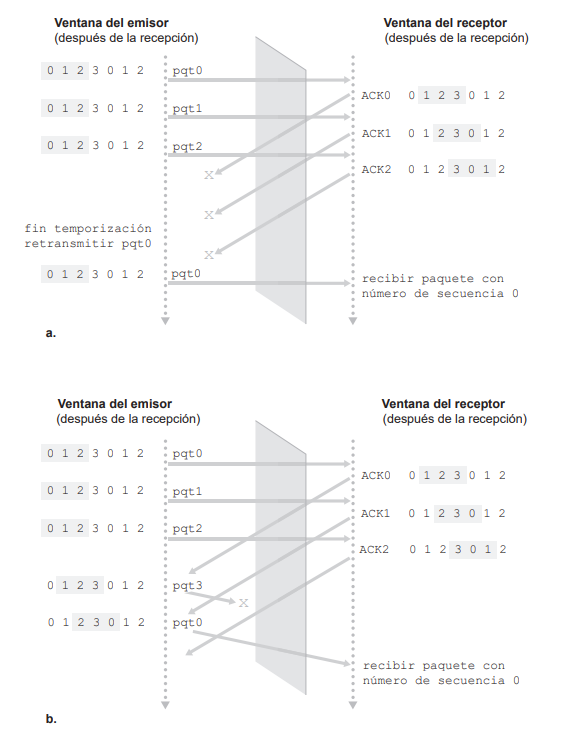 Ventana del emisor
(después de la recepción)
Ventana del receptor
(después de la recepción)
0 1 2 3 0 1 2
pqt0
ACK0 0 1 2 3 0 1 2
0 1 2 3 0 1 2
pqt1
ACK1 0 1 2 3 0 1 2
0 1 2 3 0 1 2
pqt2
ACK2 0 1 2 3 0 1 2
X
X
X
fin temporización
retransmitir pqt0
0 1 2 3 0 1 2
pqt0
recibir paquete con
número de secuencia 0
a.
Ventana del emisor
(después de la recepción)
Ventana del receptor
(después de la recepción)
0 1 2 3 0 1 2
pqt0
ACK0 0 1 2 3 0 1 2
0 1 2 3 0 1 2
pqt1
ACK1 0 1 2 3 0 1 2
0 1 2 3 0 1 2
pqt2
ACK2 0 1 2 3 0 1 2
0 1 2 3 0 1 2
pqt3
X
0 1 2 3 0 1 2
pqt0
recibir paquete con
número de secuencia 0
b.